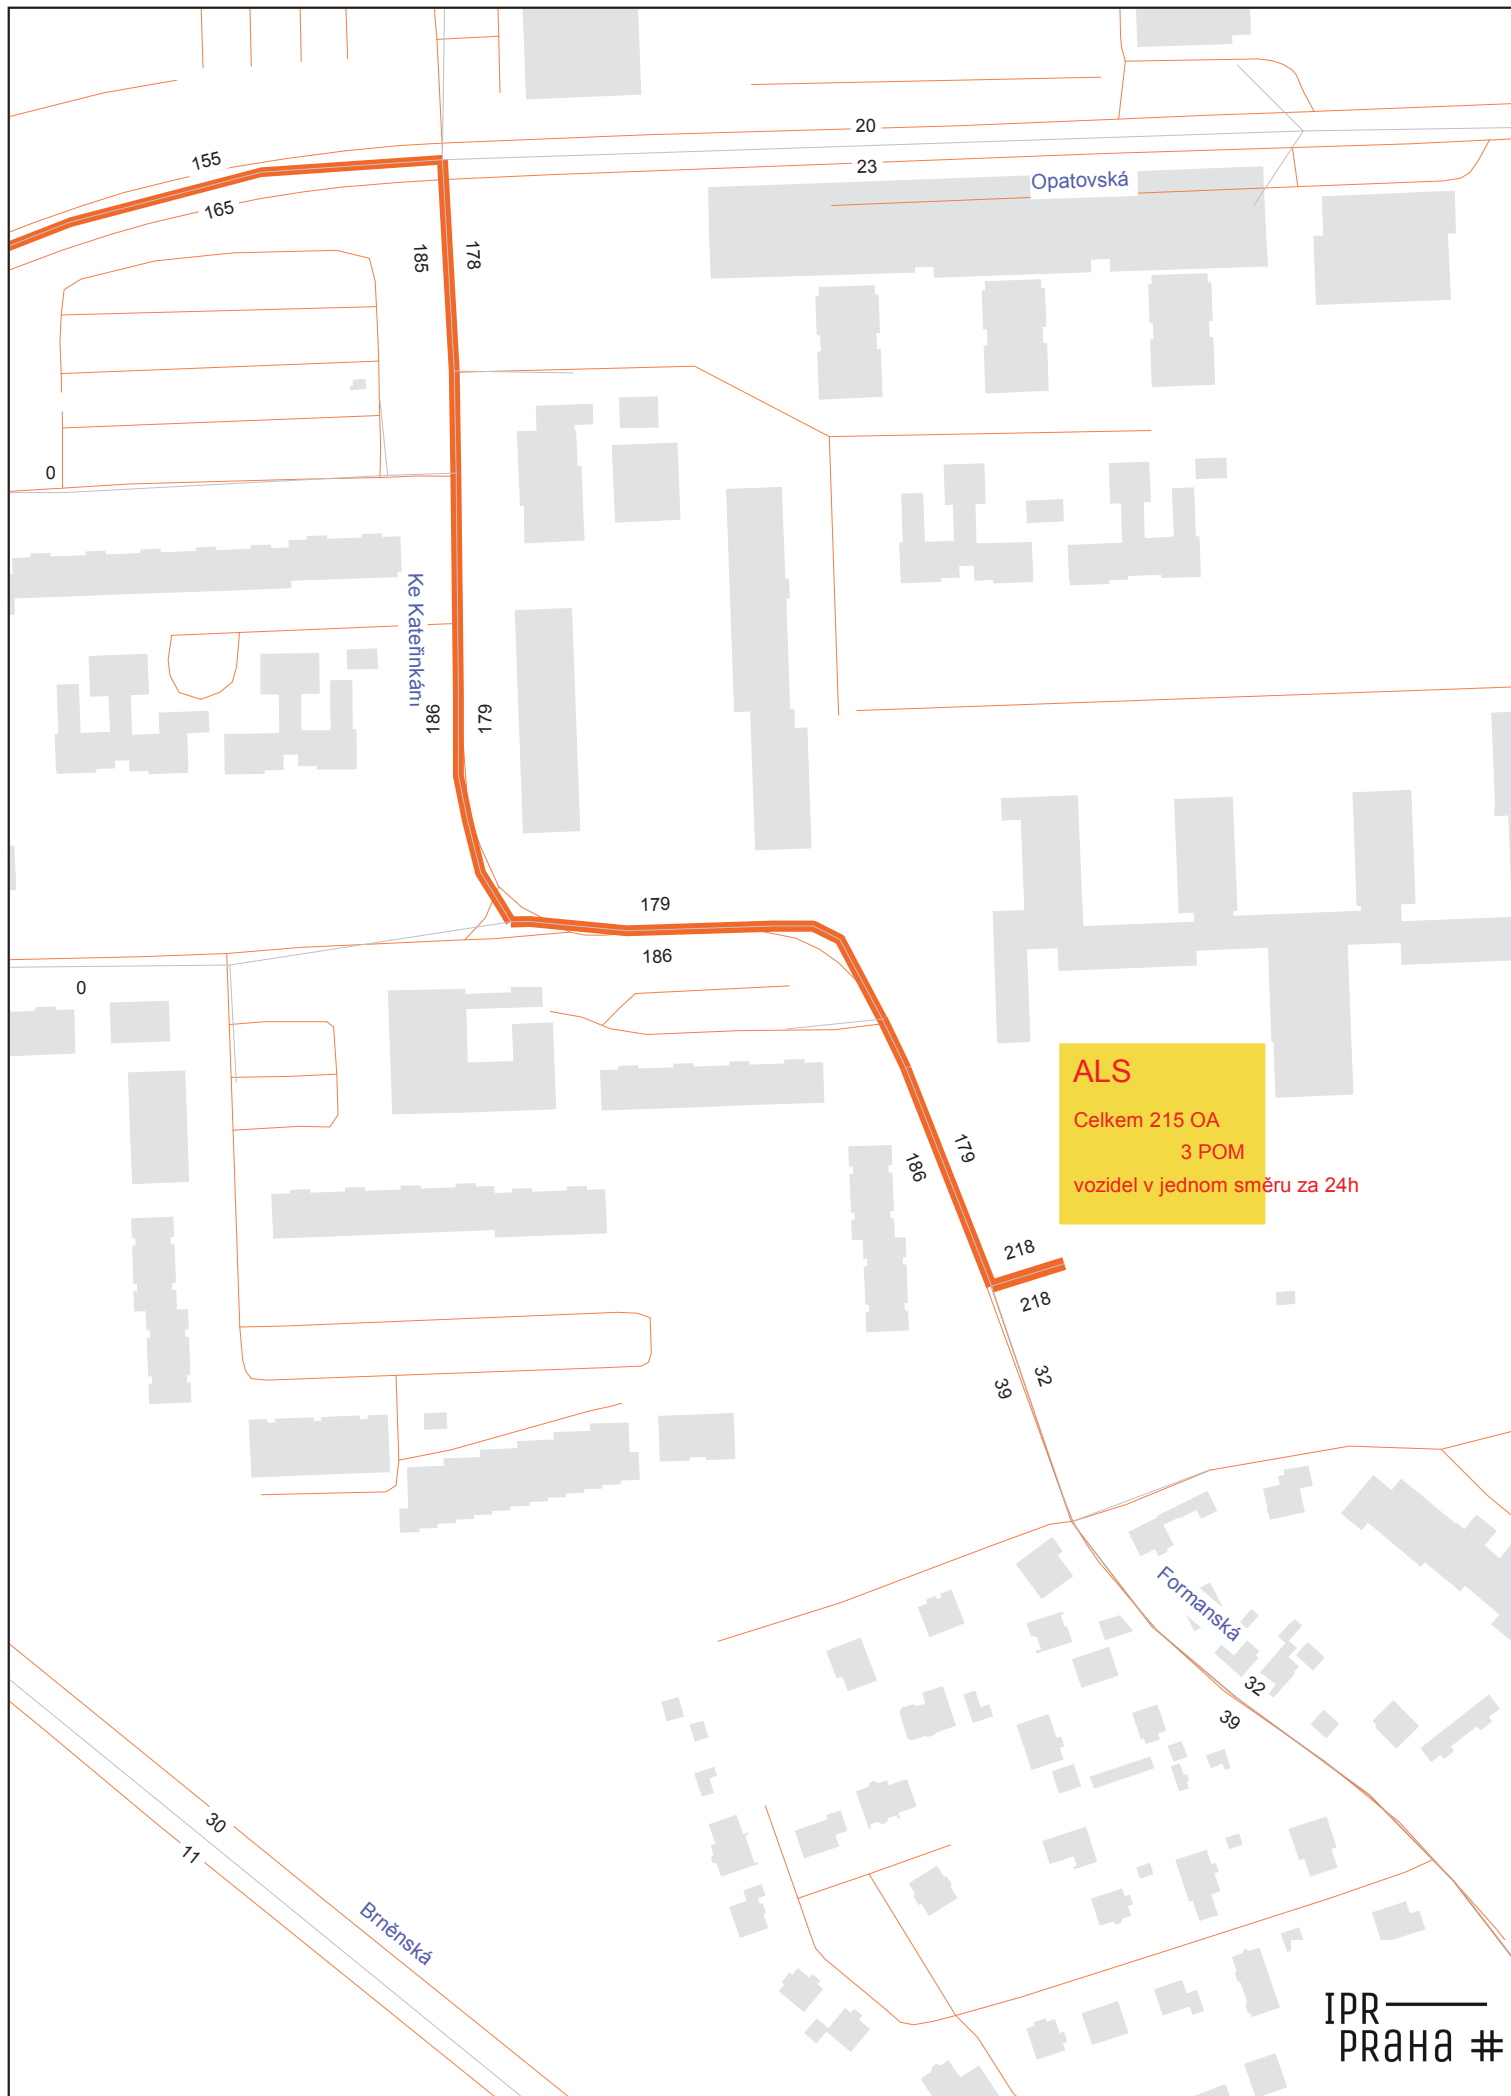 20
155
23
Opatovská
165
185
178
0
Ke Kateřinkám
186
179
179
186
0
ALS
Celkem 215 OA
3 POM
vozidel v jednom směru za 24h
179
186
218
218
32
39
Formanská
32
39
30
11
Brněnská
IPR
PRAHA #